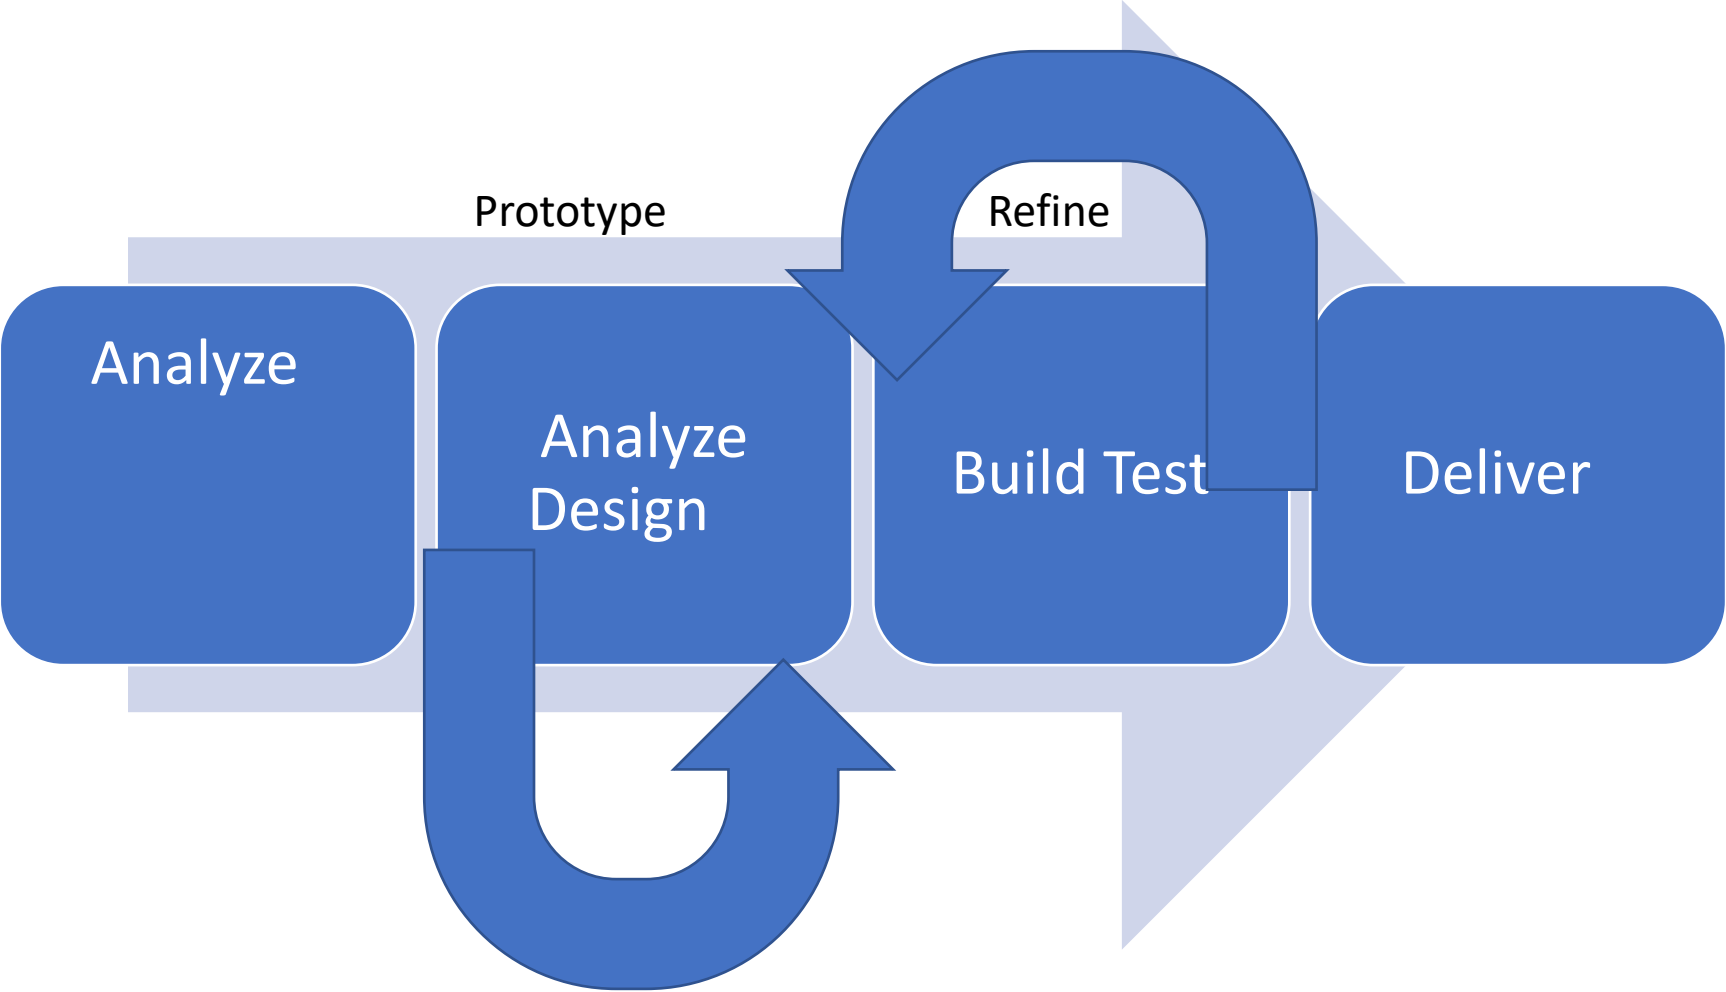 Prototype
Refine
Analyze
Analyze
Design
Build Test
Deliver